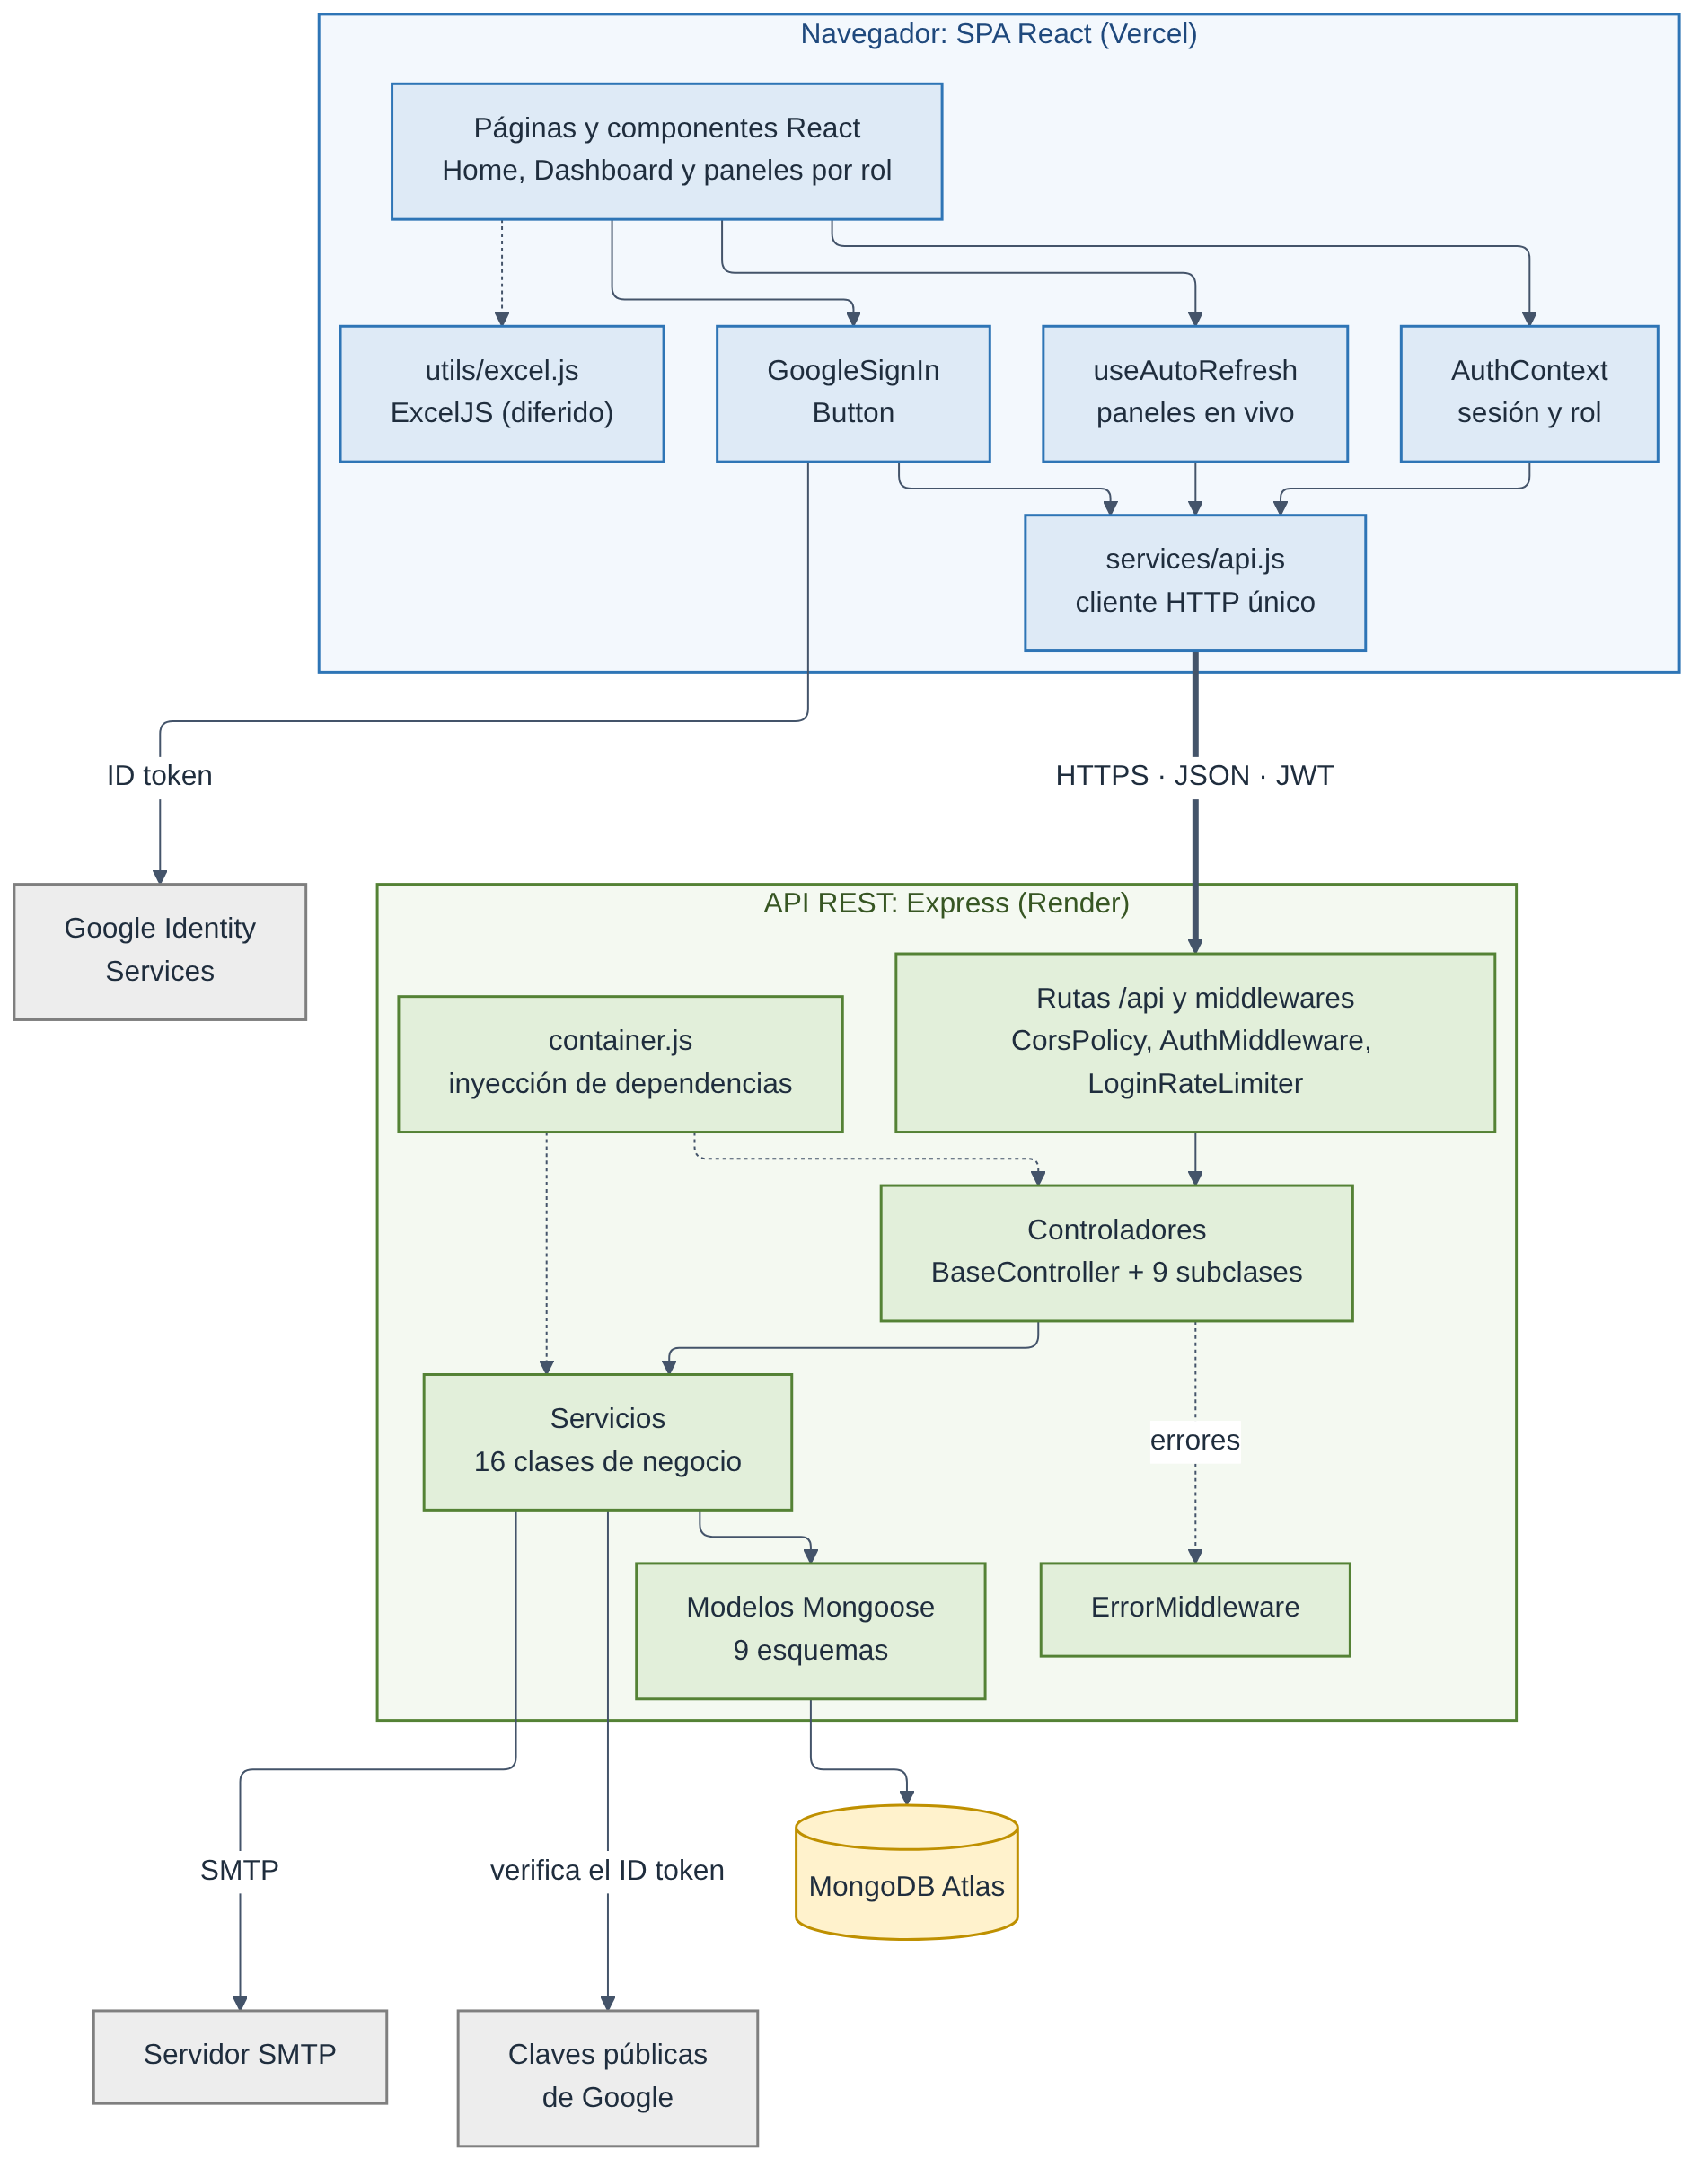 Navegador: SPA React (Vercel)
Páginas y componentes React
Home, Dashboard y paneles por rol
utils/excel.js
ExcelJS (diferido)
GoogleSignIn
Button
useAutoRefresh
paneles en vivo
AuthContext
sesión y rol
services/api.js
cliente HTTP único
ID token
HTTPS · JSON · JWT
Google Identity
Services
API REST: Express (Render)
container.js
inyección de dependencias
Rutas /api y middlewares
CorsPolicy, AuthMiddleware,
LoginRateLimiter
Controladores
BaseController + 9 subclases
Servicios
16 clases de negocio
errores
Modelos Mongoose
9 esquemas
ErrorMiddleware
SMTP
verifica el ID token
MongoDB Atlas
Servidor SMTP
Claves públicas
de Google